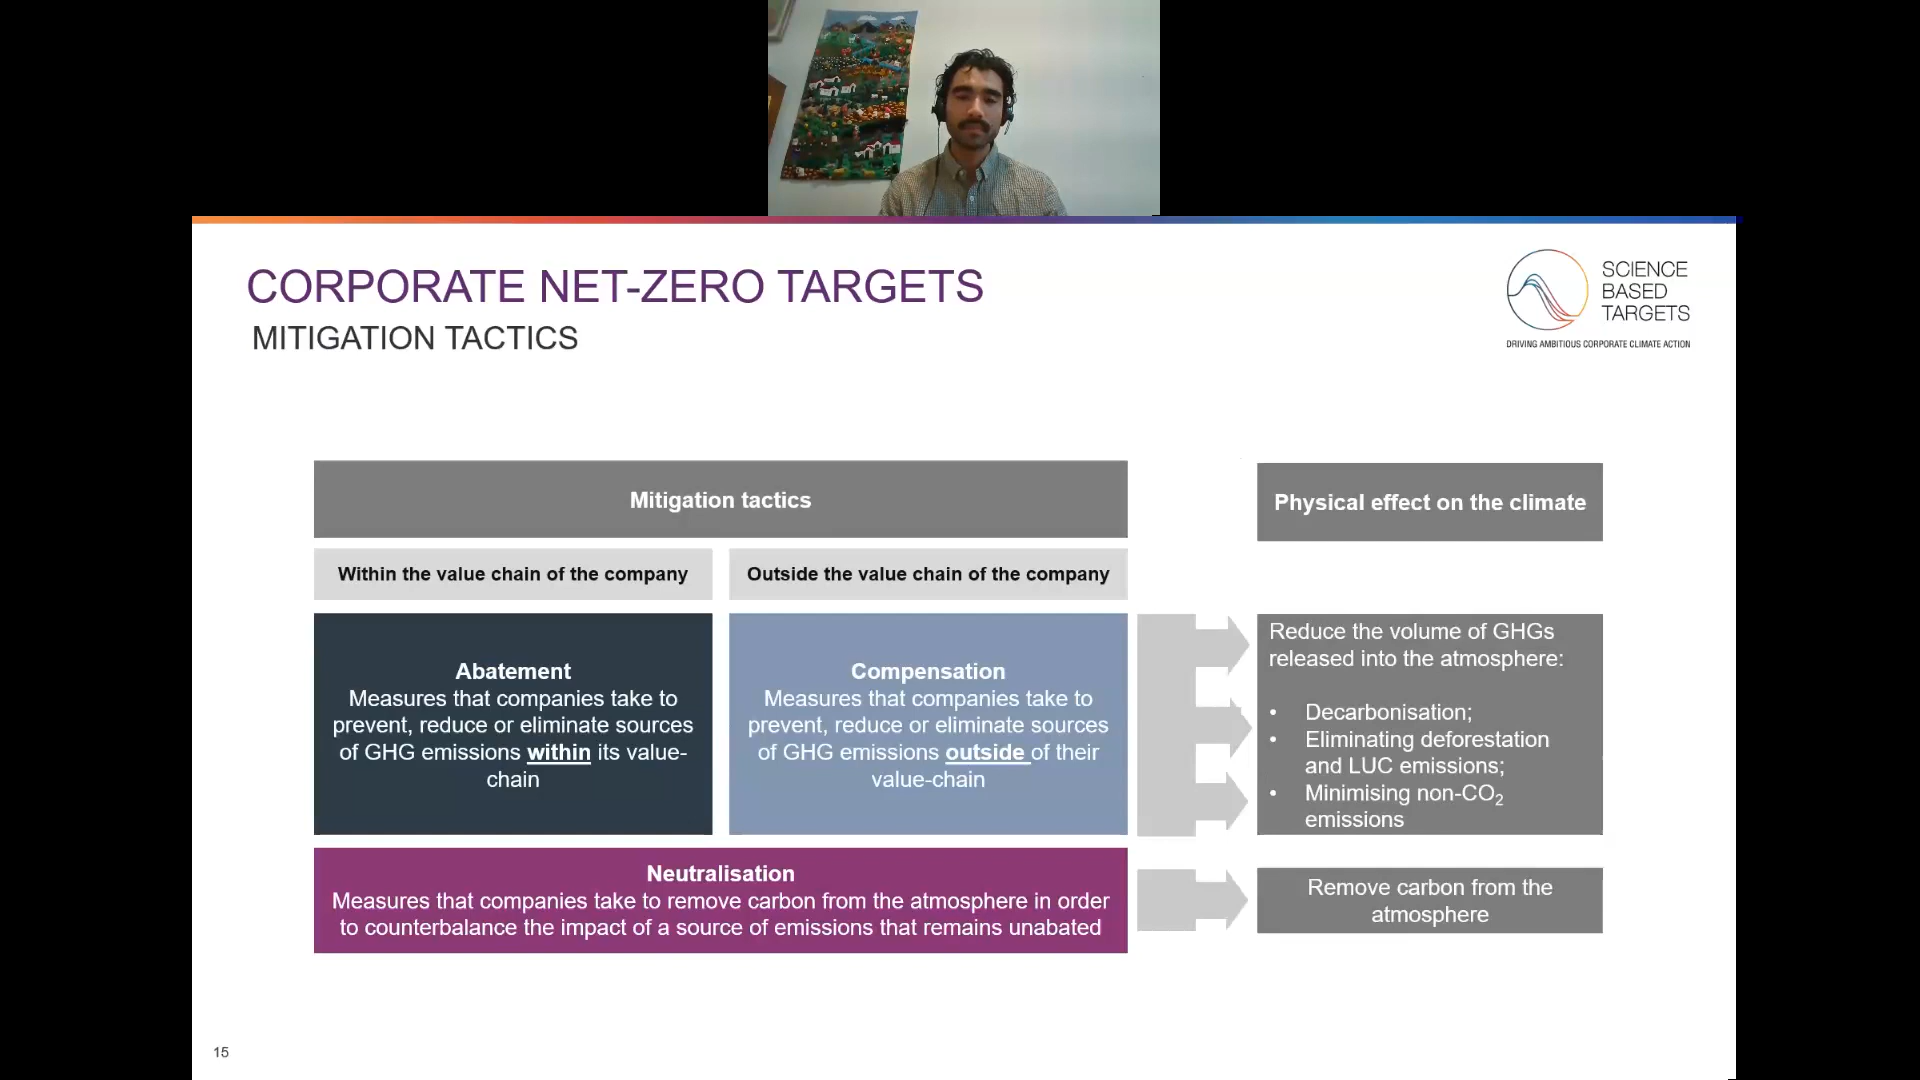 CORPORATE NET-ZERO TARGETS
MITIGATION TACTICS
SCIENCE
BASED
TARGETS
DRIVING AMBITIOUS CORPORATE CLIMATE ACTION
Mitigation tactics
Physical effect on the climate
Within the value chain of the company
Outside the value chain of the company
Abatement
Measures that companies take to
prevent, reduce or eliminate sources
of GHG emissions within its value-
chain
Compensation
Measures that companies take to
prevent, reduce or eliminate sources
of GHG emissions outside of their
value-chain
Reduce the volume of GHGs
released into the atmosphere:
• Decarbonisation;
• Eliminating deforestation
and LUC emissions;
• Minimising non-CO₂
emissions
Neutralisation
Measures that companies take to remove carbon from the atmosphere in order
to counterbalance the impact of a source of emissions that remains unabated
Remove carbon from the
atmosphere
15